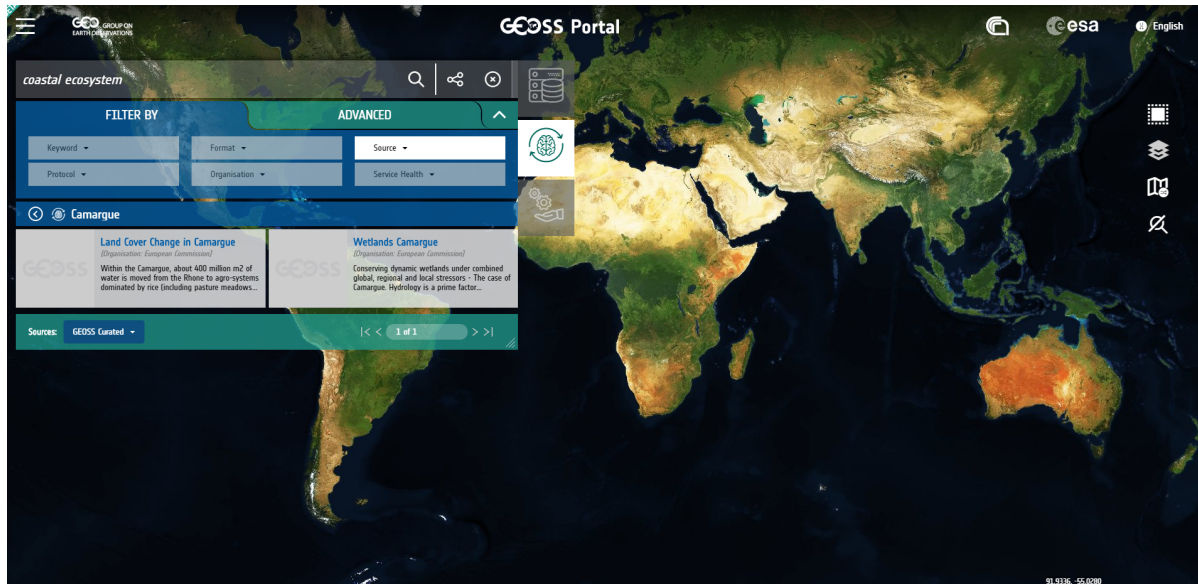 GEO GROUP ON
EARTH OBSERVATIONS
GEOSS Portal
esa
English
coastal ecosystem
FILTER BY
ADVANCED
Keyword
Format
Source
Protocol
Organisation
Service Health
Camargue
GEOSS
Land Cover Change in Camargue
[Organisation: European Commission]
Within the Camargue, about 400 million m2 of
water is moved from the Rhone to agro-systems
dominated by rice (including pasture meadows...
GEOSS
Wetlands Camargue
[Organisation: European Commission]
Conserving dynamic wetlands under combined
global, regional and local stressors - The case of
Camargue. Hydrology is a prime factor...
Sources: GEOSS Curated
|< < 1 of 1 > >|
91.9336, -55.0280